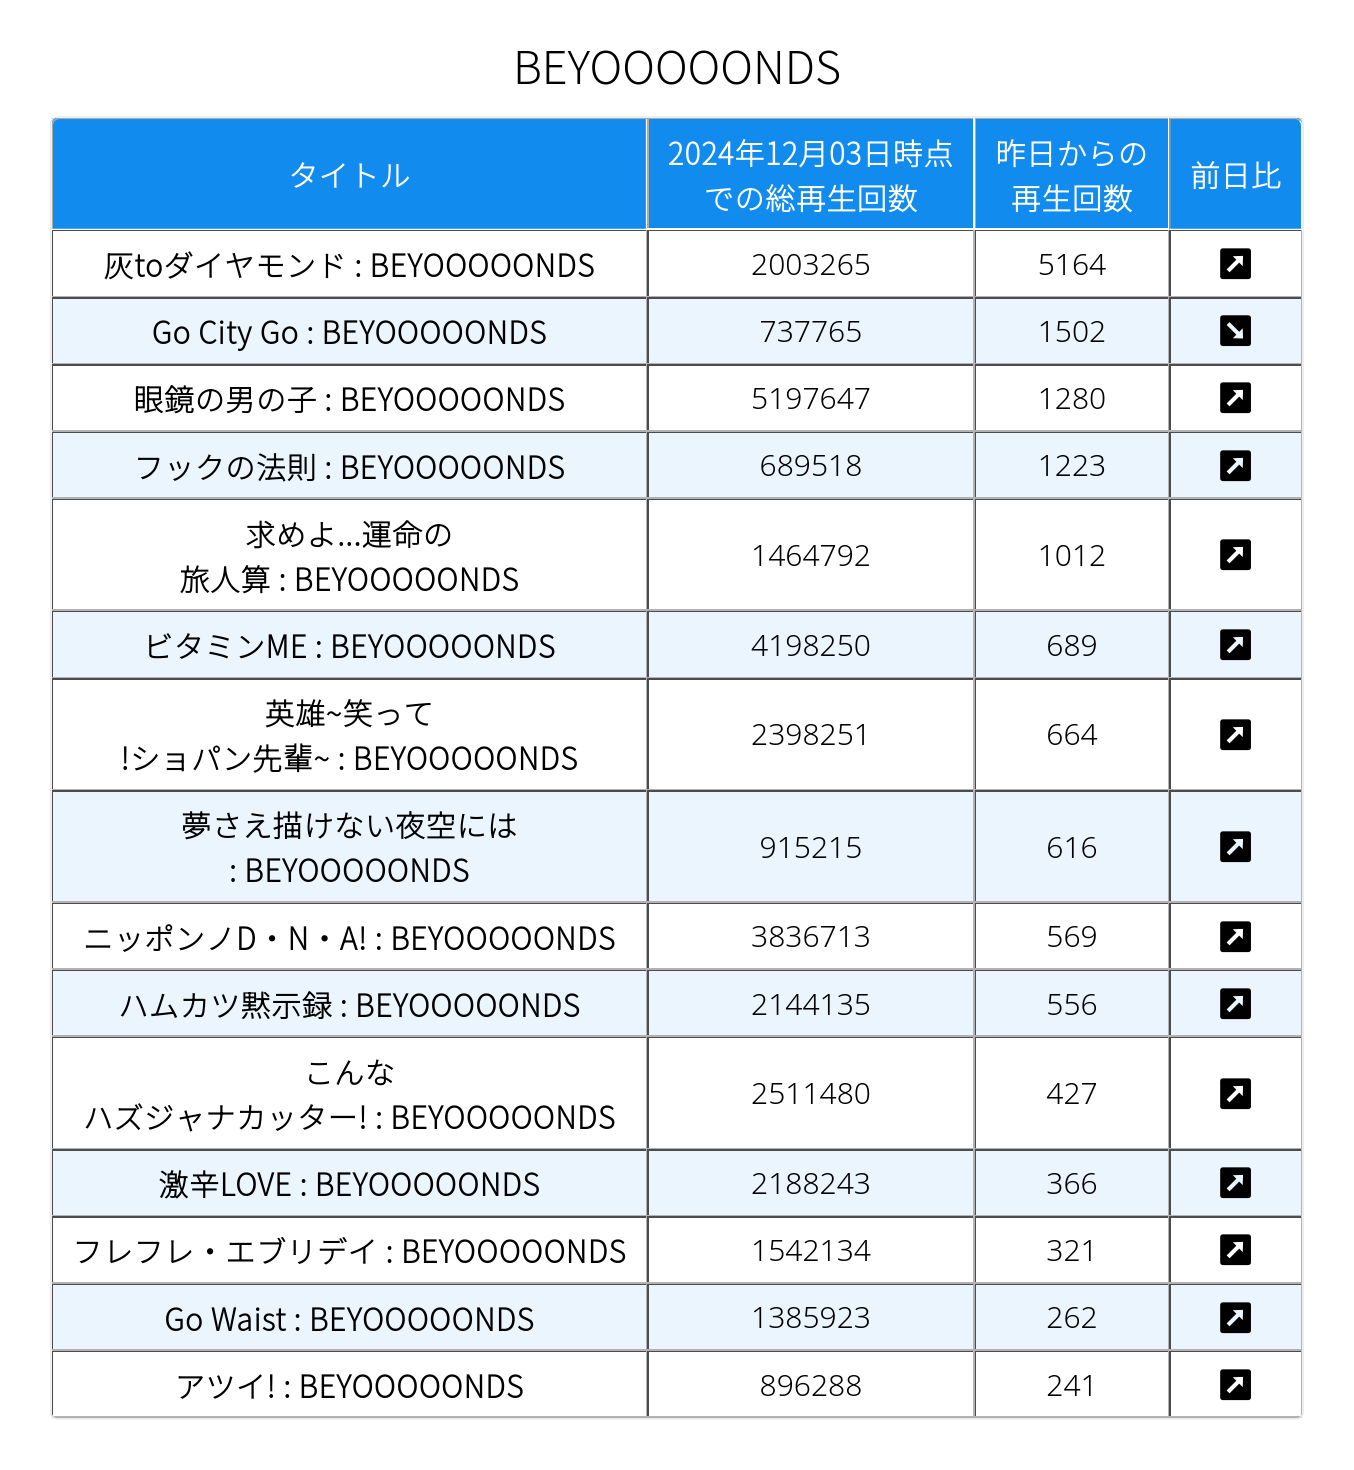 BEYOOOOONDS
タイトル
2024年12月03日時点
での総再生回数
昨日からの
再生回数
前日比
灰toダイヤモンド : BEYOOOOONDS 2003265 5164
Go City Go : BEYOOOOONDS 737765 1502
眼鏡の男の子 : BEYOOOOONDS 5197647 1280
フックの法則 : BEYOOOOONDS 689518 1223
求めよ...運命の
旅人算 : BEYOOOOONDS 1464792 1012
ビタミンME : BEYOOOOONDS 4198250 689
英雄~笑って
!ショパン先輩~ : BEYOOOOONDS 2398251 664
夢さえ描けない夜空には
: BEYOOOOONDS 915215 616
ニッポンノD・N・A! : BEYOOOOONDS 3836713 569
ハムカツ黙示録 : BEYOOOOONDS 2144135 556
こんな
ハズジャナカッター! : BEYOOOOONDS 2511480 427
激辛LOVE : BEYOOOOONDS 2188243 366
フレフレ・エブリデイ : BEYOOOOONDS 1542134 321
Go Waist : BEYOOOOONDS 1385923 262
アツイ! : BEYOOOOONDS 896288 241